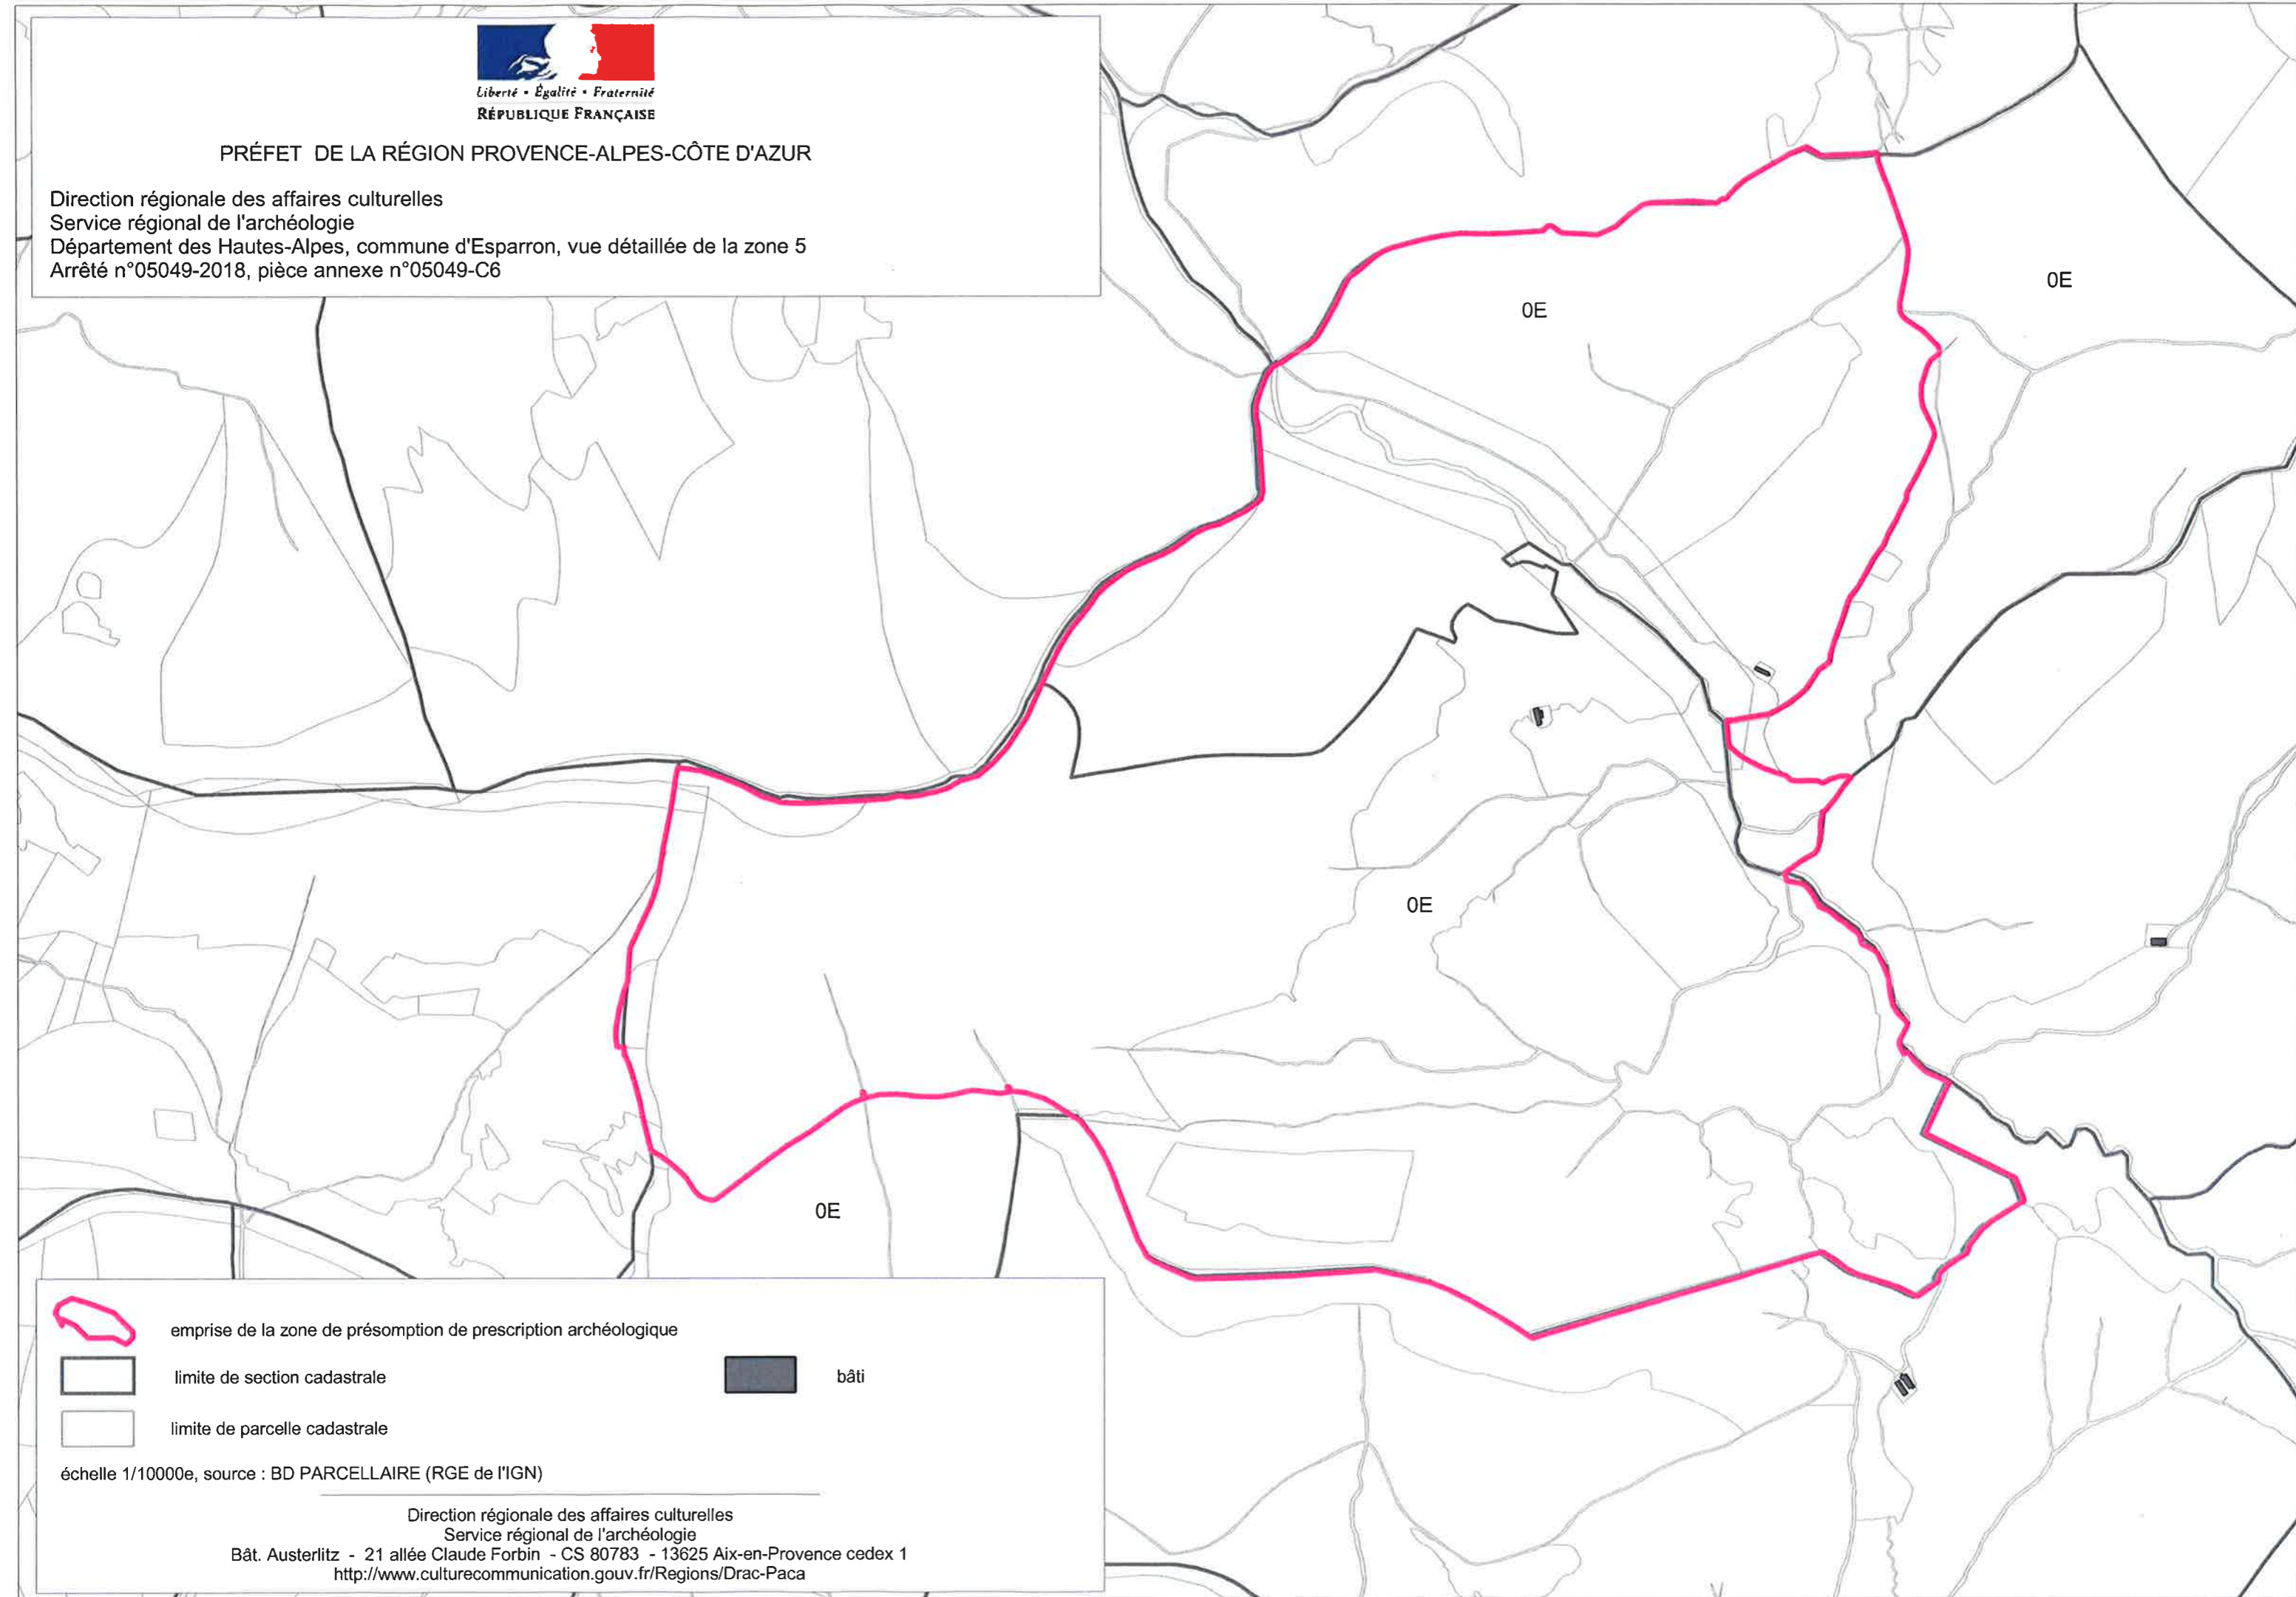 Liberté • Égalité • Fraternité
RÉPUBLIQUE FRANÇAISE
PRÉFET DE LA RÉGION PROVENCE-ALPES-CÔTE D'AZUR
Direction régionale des affaires culturelles
Service régional de l'archéologie
Département des Hautes-Alpes, commune d'Esparron, vue détaillée de la zone 5
Arrêté n°05049-2018, pièce annexe n°05049-C6
0E
0E
0E
0E
emprise de la zone de présomption de prescription archéologique
limite de section cadastrale
bâti
limite de parcelle cadastrale
échelle 1/10000e, source : BD PARCELLAIRE (RGE de l'IGN)
Direction régionale des affaires culturelles
Service régional de l'archéologie
Bât. Austerlitz - 21 allée Claude Forbin - CS 80783 - 13625 Aix-en-Provence cedex 1
http://www.culturecommunication.gouv.fr/Regions/Drac-Paca